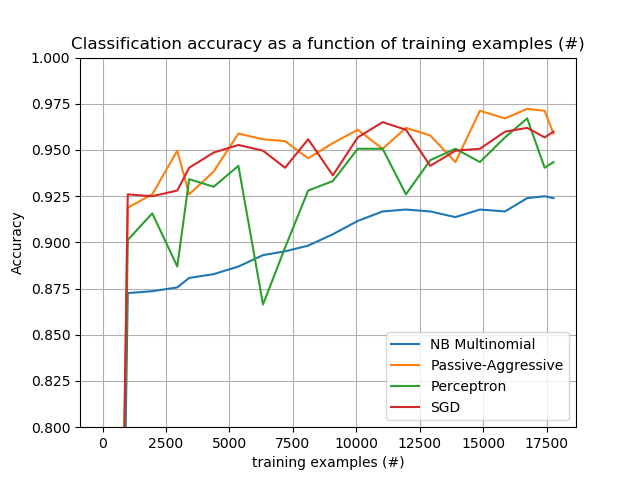 Classification accuracy as a function of training examples (#)
1.000
0.975
0.950
0.925
0.900
0.875
0.850
0.825
0.800
Accuracy
NB Multinomial
Passive-Aggressive
Perceptron
SGD
0 2500 5000 7500 10000 12500 15000 17500
training examples (#)